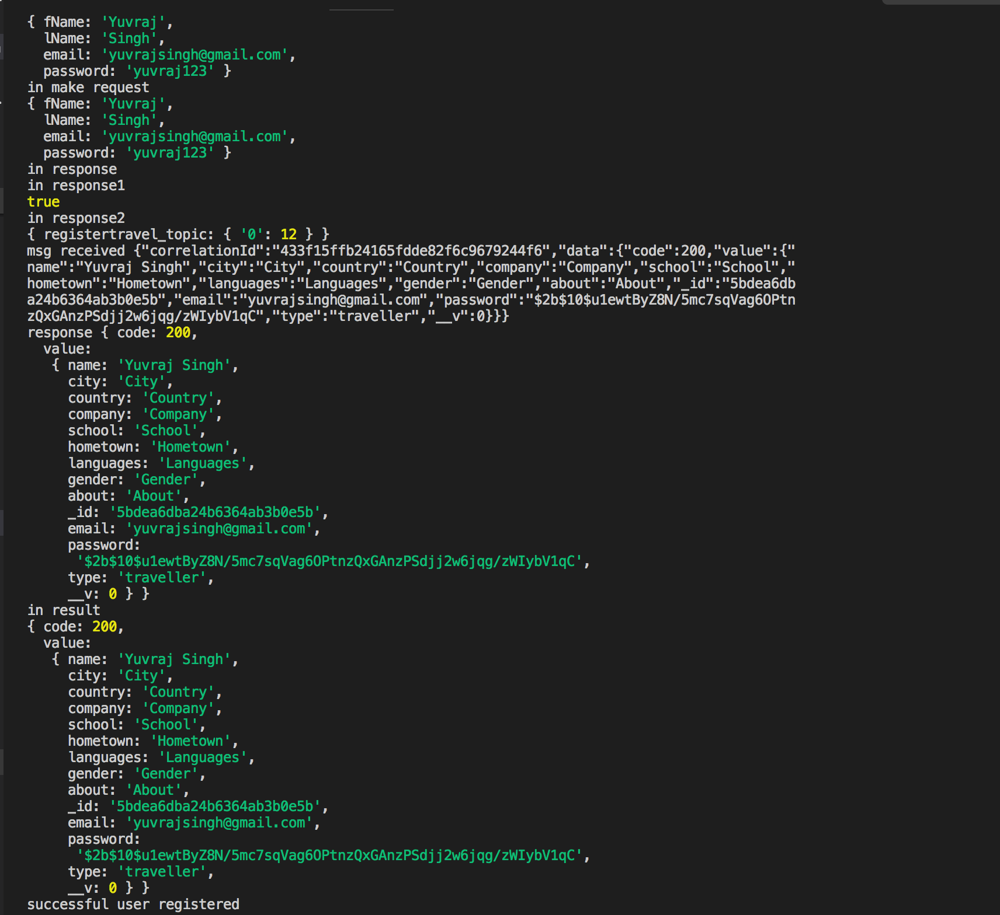 { fName: 'Yuvraj',
  lName: 'Singh',
  email: 'yuvrajsingh@gmail.com',
  password: 'yuvraj123' }
in make request
{ fName: 'Yuvraj',
  lName: 'Singh',
  email: 'yuvrajsingh@gmail.com',
  password: 'yuvraj123' }
in response
in response1
true
in response2
{ registertravel_topic: { '0': 12 } }
msg received {"correlationId":"433f15ffb24165fdde82f6c9679244f6","data":{"code":200,"value":{"
name":"Yuvraj Singh","city":"City","country":"Country","company":"Company","school":"School","
hometown":"Hometown","languages":"Languages","gender":"Gender","about":"About","_id":"5bdea6db
a24b6364ab3b0e5b","email":"yuvrajsingh@gmail.com","password":"$2b$10$u1ewtByZ8N/5mc7sqVag6OPtn
zQxGAnzPSdjj2w6jqg/zWIybV1qC","type":"traveller","__v":0}}}
response { code: 200,
  value:
   { name: 'Yuvraj Singh',
     city: 'City',
     country: 'Country',
     company: 'Company',
     school: 'School',
     hometown: 'Hometown',
     languages: 'Languages',
     gender: 'Gender',
     about: 'About',
     _id: '5bdea6dba24b6364ab3b0e5b',
     email: 'yuvrajsingh@gmail.com',
     password:
      '$2b$10$u1ewtByZ8N/5mc7sqVag6OPtnzQxGAnzPSdjj2w6jqg/zWIybV1qC',
     type: 'traveller',
     __v: 0 } }
in result
{ code: 200,
  value:
   { name: 'Yuvraj Singh',
     city: 'City',
     country: 'Country',
     company: 'Company',
     school: 'School',
     hometown: 'Hometown',
     languages: 'Languages',
     gender: 'Gender',
     about: 'About',
     _id: '5bdea6dba24b6364ab3b0e5b',
     email: 'yuvrajsingh@gmail.com',
     password:
      '$2b$10$u1ewtByZ8N/5mc7sqVag6OPtnzQxGAnzPSdjj2w6jqg/zWIybV1qC',
     type: 'traveller',
     __v: 0 } }
successful user registered